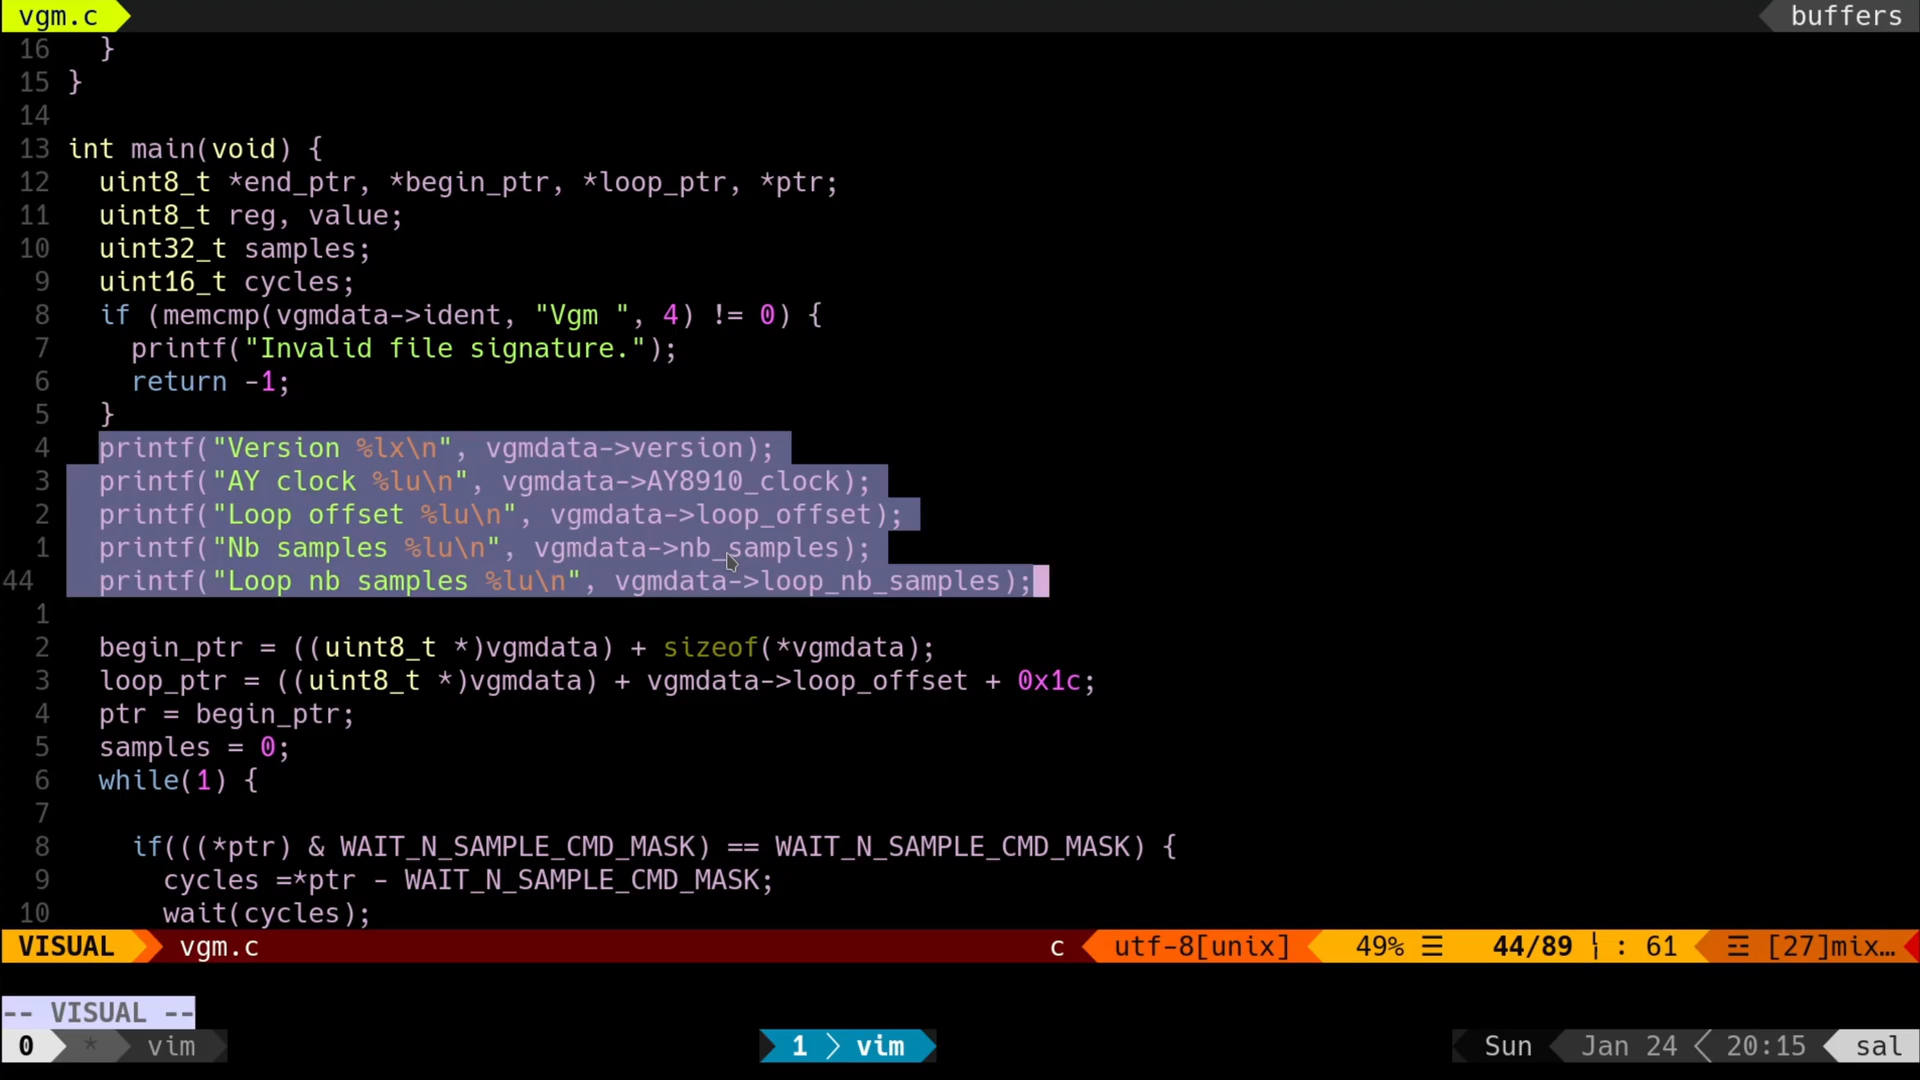 vgm.c buffers
16 }
15 }
14
13 int main(void) {
12 uint8_t *end_ptr, *begin_ptr, *loop_ptr, *ptr;
11 uint8_t reg, value;
10 uint32_t samples;
9 uint16_t cycles;
8 if (memcmp(vgmdata->ident, "Vgm ", 4) != 0) {
7 printf("Invalid file signature.");
6 return -1;
5 }
4 printf("Version %lx\n", vgmdata->version);
3 printf("AY clock %lu\n", vgmdata->AY8910_clock);
2 printf("Loop offset %lu\n", vgmdata->loop_offset);
1 printf("Nb samples %lu\n", vgmdata->nb_samples);
44 printf("Loop nb samples %lu\n", vgmdata->loop_nb_samples);
1
2 begin_ptr = ((uint8_t *)vgmdata) + sizeof(*vgmdata);
3 loop_ptr = ((uint8_t *)vgmdata) + vgmdata->loop_offset + 0x1c;
4 ptr = begin_ptr;
5 samples = 0;
6 while(1) {
7
8 if(((*ptr) & WAIT_N_SAMPLE_CMD_MASK) == WAIT_N_SAMPLE_CMD_MASK) {
9 cycles =*ptr - WAIT_N_SAMPLE_CMD_MASK;
10 wait(cycles);
VISUAL vgm.c c utf-8[unix] 49% ☰ 44/89 : 61 ☲ [27]mix…
-- VISUAL --
0 * vim 1 vim Sun Jan 24 20:15 sal